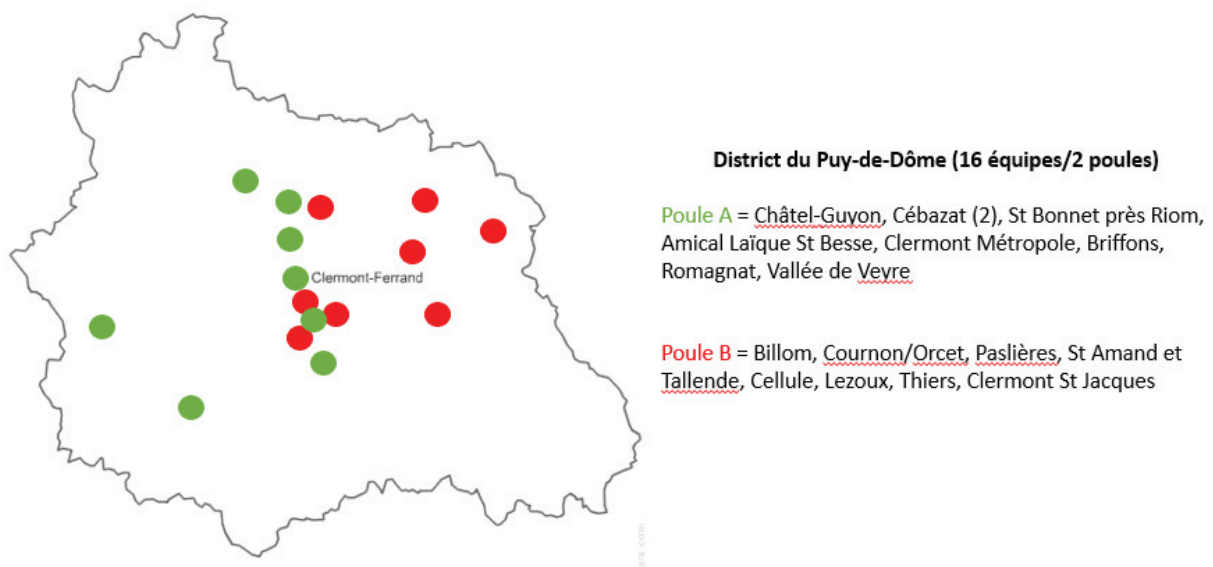 District du Puy-de-Dôme (16 équipes/2 poules)
Poule A = Châtel-Guyon, Cébazat (2), St Bonnet près Riom,
Amical Laïque St Besse, Clermont Métropole, Briffons,
Romagnat, Vallée de Veyre
Clermont-Ferrand
Poule B = Billom, Cournon/Orcet, Paslières, St Amand et
Tallende, Cellule, Lezoux, Thiers, Clermont St Jacques